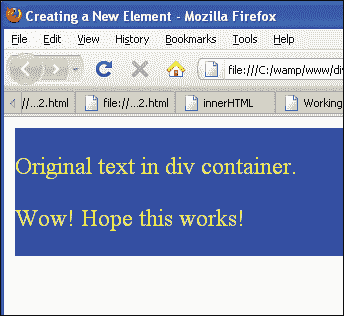 Creating a New Element - Mozilla Firefox
File Edit View History Bookmarks Tools Help
file:///C:/wamp/www/di
//...2.html file://...2.html innerHTML Working
Original text in div container.
Wow! Hope this works!